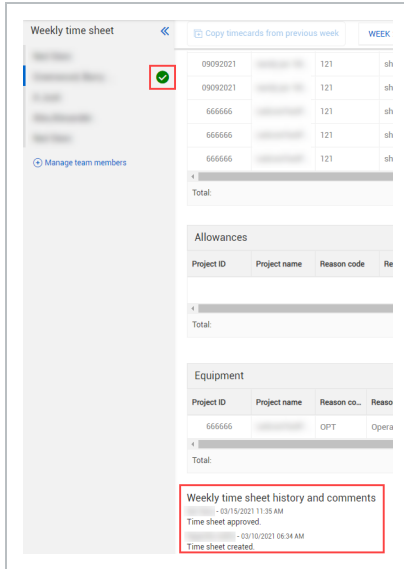 Weekly time sheet
Copy timecards from previous week WEEK
Manage team members
09092021 121 sh
09092021 121 sh
666666 121 sh
666666 121 sh
666666 121 sh
Total:
Allowances
Project ID Project name Reason code Re
Total:
Equipment
Project ID Project name Reason co... Reaso
666666 OPT Opera
Total:
Weekly time sheet history and comments
- 03/15/2021 11:35 AM
Time sheet approved.
- 03/10/2021 06:34 AM
Time sheet created.